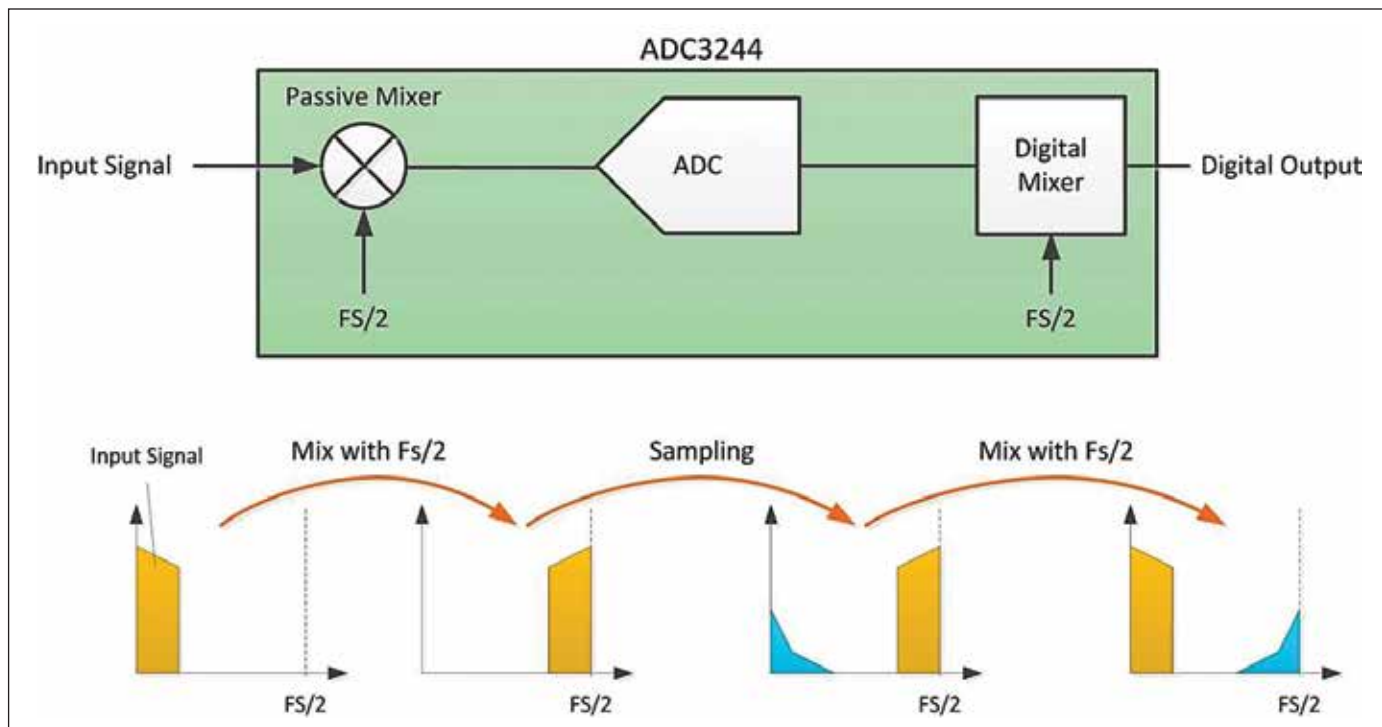 ADC3244
Passive Mixer
Input Signal
ADC
Digital
Mixer
Digital Output
FS/2
FS/2
Input Signal
Mix with Fs/2
Sampling
Mix with Fs/2
FS/2
FS/2
FS/2
FS/2